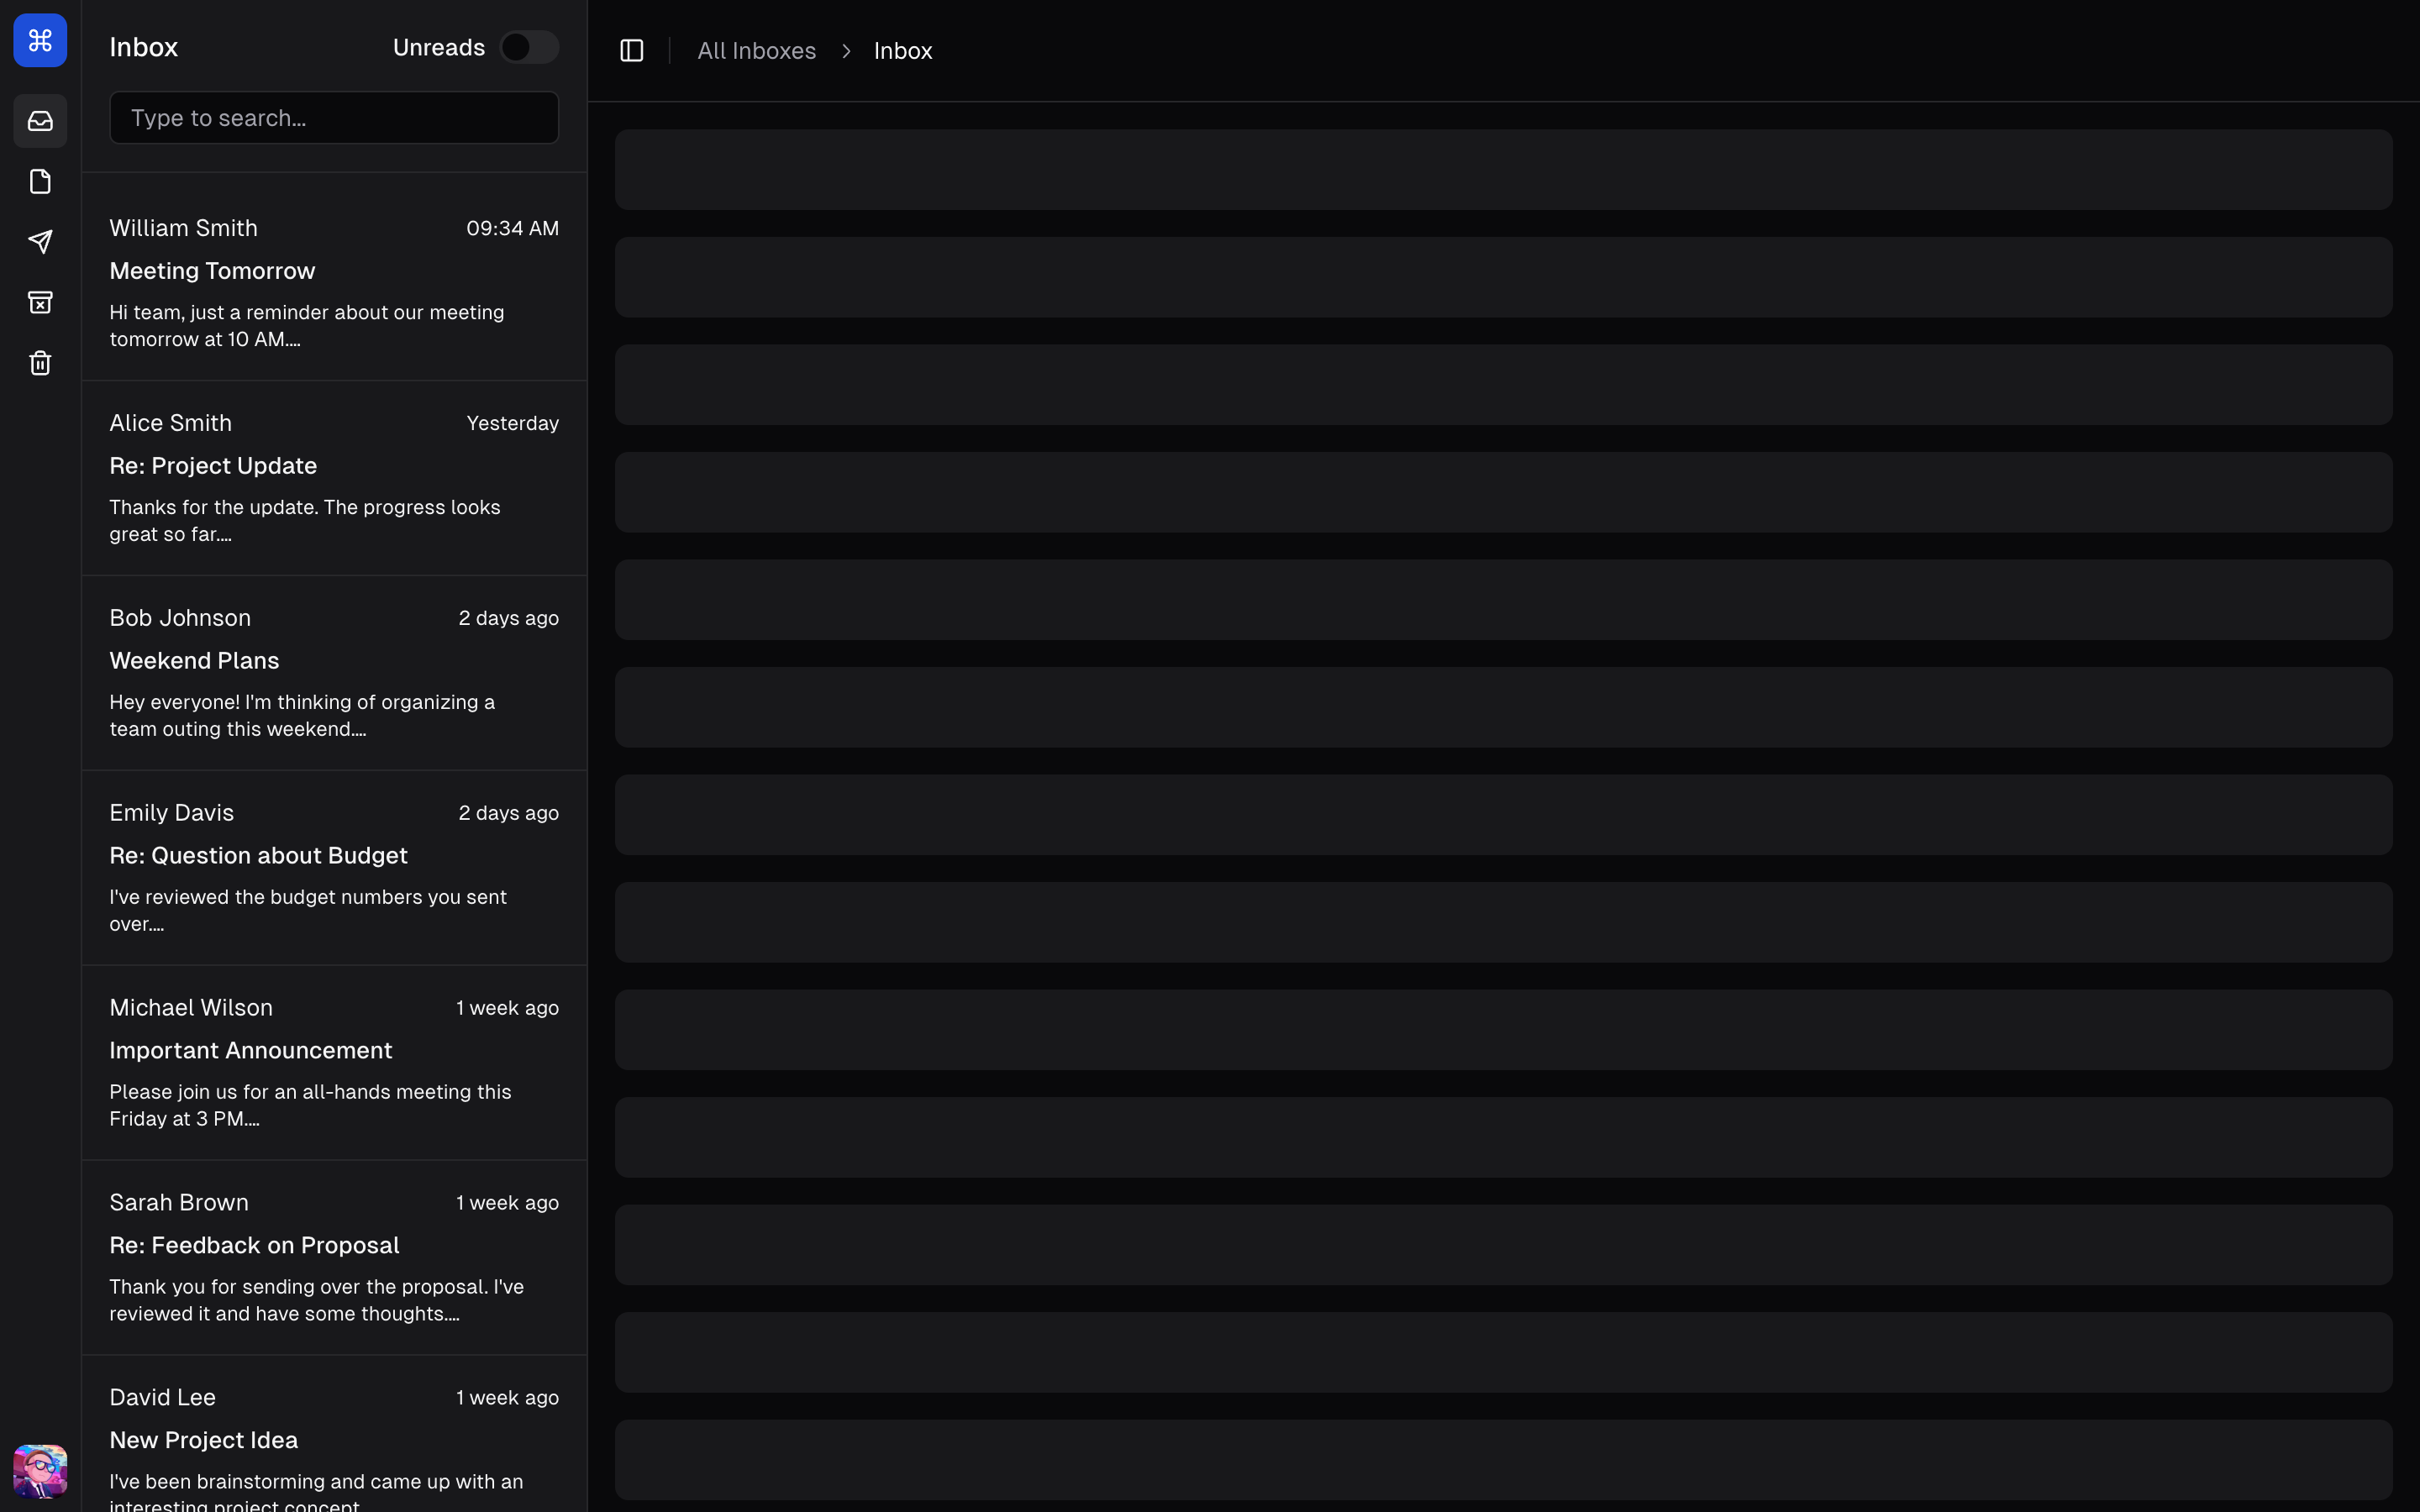 Inbox
Unreads
Type to search...
All Inboxes
Inbox
William Smith
09:34 AM
Meeting Tomorrow
Hi team, just a reminder about our meeting
tomorrow at 10 AM....
Alice Smith
Yesterday
Re: Project Update
Thanks for the update. The progress looks
great so far....
Bob Johnson
2 days ago
Weekend Plans
Hey everyone! I'm thinking of organizing a
team outing this weekend....
Emily Davis
2 days ago
Re: Question about Budget
I've reviewed the budget numbers you sent
over....
Michael Wilson
1 week ago
Important Announcement
Please join us for an all-hands meeting this
Friday at 3 PM....
Sarah Brown
1 week ago
Re: Feedback on Proposal
Thank you for sending over the proposal. I've
reviewed it and have some thoughts....
David Lee
1 week ago
New Project Idea
I've been brainstorming and came up with an
interesting project concept